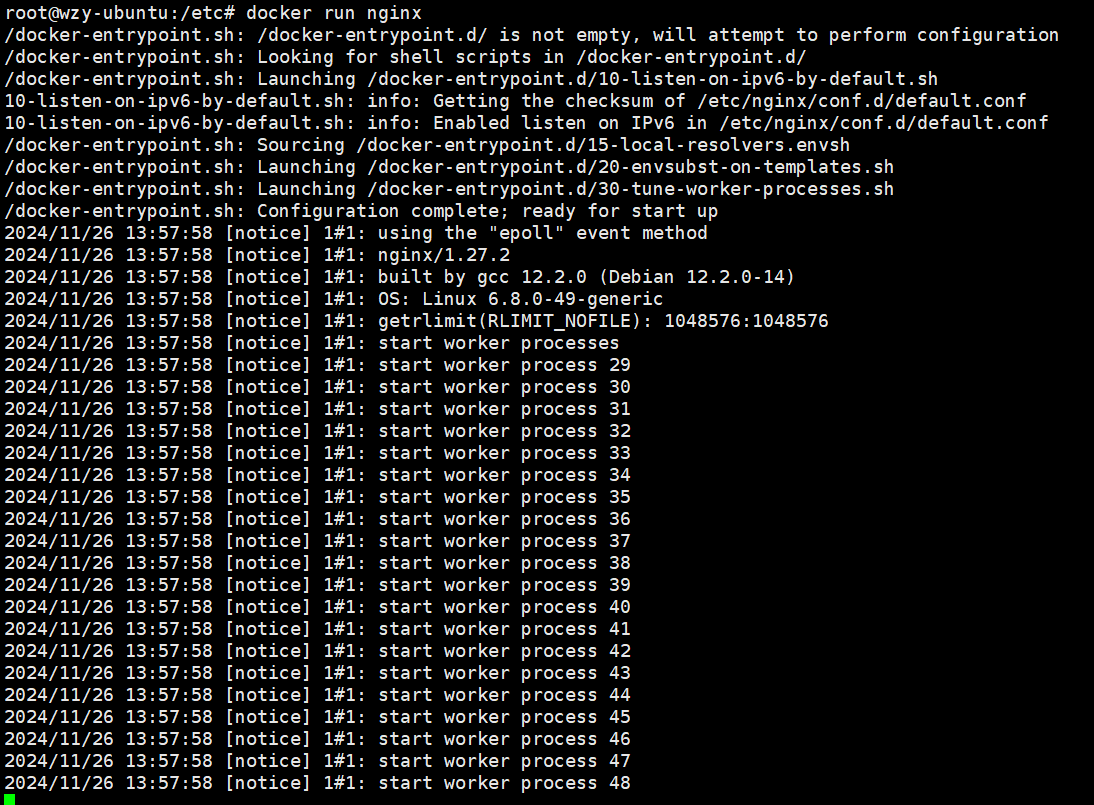 root@wzy-ubuntu:/etc# docker run nginx
/docker-entrypoint.sh: /docker-entrypoint.d/ is not empty, will attempt to perform configuration
/docker-entrypoint.sh: Looking for shell scripts in /docker-entrypoint.d/
/docker-entrypoint.sh: Launching /docker-entrypoint.d/10-listen-on-ipv6-by-default.sh
10-listen-on-ipv6-by-default.sh: info: Getting the checksum of /etc/nginx/conf.d/default.conf
10-listen-on-ipv6-by-default.sh: info: Enabled listen on IPv6 in /etc/nginx/conf.d/default.conf
/docker-entrypoint.sh: Sourcing /docker-entrypoint.d/15-local-resolvers.envsh
/docker-entrypoint.sh: Launching /docker-entrypoint.d/20-envsubst-on-templates.sh
/docker-entrypoint.sh: Launching /docker-entrypoint.d/30-tune-worker-processes.sh
/docker-entrypoint.sh: Configuration complete; ready for start up
2024/11/26 13:57:58 [notice] 1#1: using the "epoll" event method
2024/11/26 13:57:58 [notice] 1#1: nginx/1.27.2
2024/11/26 13:57:58 [notice] 1#1: built by gcc 12.2.0 (Debian 12.2.0-14)
2024/11/26 13:57:58 [notice] 1#1: OS: Linux 6.8.0-49-generic
2024/11/26 13:57:58 [notice] 1#1: getrlimit(RLIMIT_NOFILE): 1048576:1048576
2024/11/26 13:57:58 [notice] 1#1: start worker processes
2024/11/26 13:57:58 [notice] 1#1: start worker process 29
2024/11/26 13:57:58 [notice] 1#1: start worker process 30
2024/11/26 13:57:58 [notice] 1#1: start worker process 31
2024/11/26 13:57:58 [notice] 1#1: start worker process 32
2024/11/26 13:57:58 [notice] 1#1: start worker process 33
2024/11/26 13:57:58 [notice] 1#1: start worker process 34
2024/11/26 13:57:58 [notice] 1#1: start worker process 35
2024/11/26 13:57:58 [notice] 1#1: start worker process 36
2024/11/26 13:57:58 [notice] 1#1: start worker process 37
2024/11/26 13:57:58 [notice] 1#1: start worker process 38
2024/11/26 13:57:58 [notice] 1#1: start worker process 39
2024/11/26 13:57:58 [notice] 1#1: start worker process 40
2024/11/26 13:57:58 [notice] 1#1: start worker process 41
2024/11/26 13:57:58 [notice] 1#1: start worker process 42
2024/11/26 13:57:58 [notice] 1#1: start worker process 43
2024/11/26 13:57:58 [notice] 1#1: start worker process 44
2024/11/26 13:57:58 [notice] 1#1: start worker process 45
2024/11/26 13:57:58 [notice] 1#1: start worker process 46
2024/11/26 13:57:58 [notice] 1#1: start worker process 47
2024/11/26 13:57:58 [notice] 1#1: start worker process 48